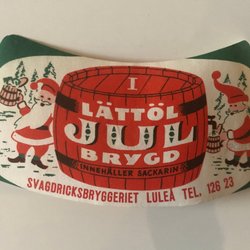 I
LÄTTÖL
JUL
BRYGD
INNEHÅLLER SACKARIN
SVAGDRICKSBRYGGERIET LULEÅ TEL. 126 23